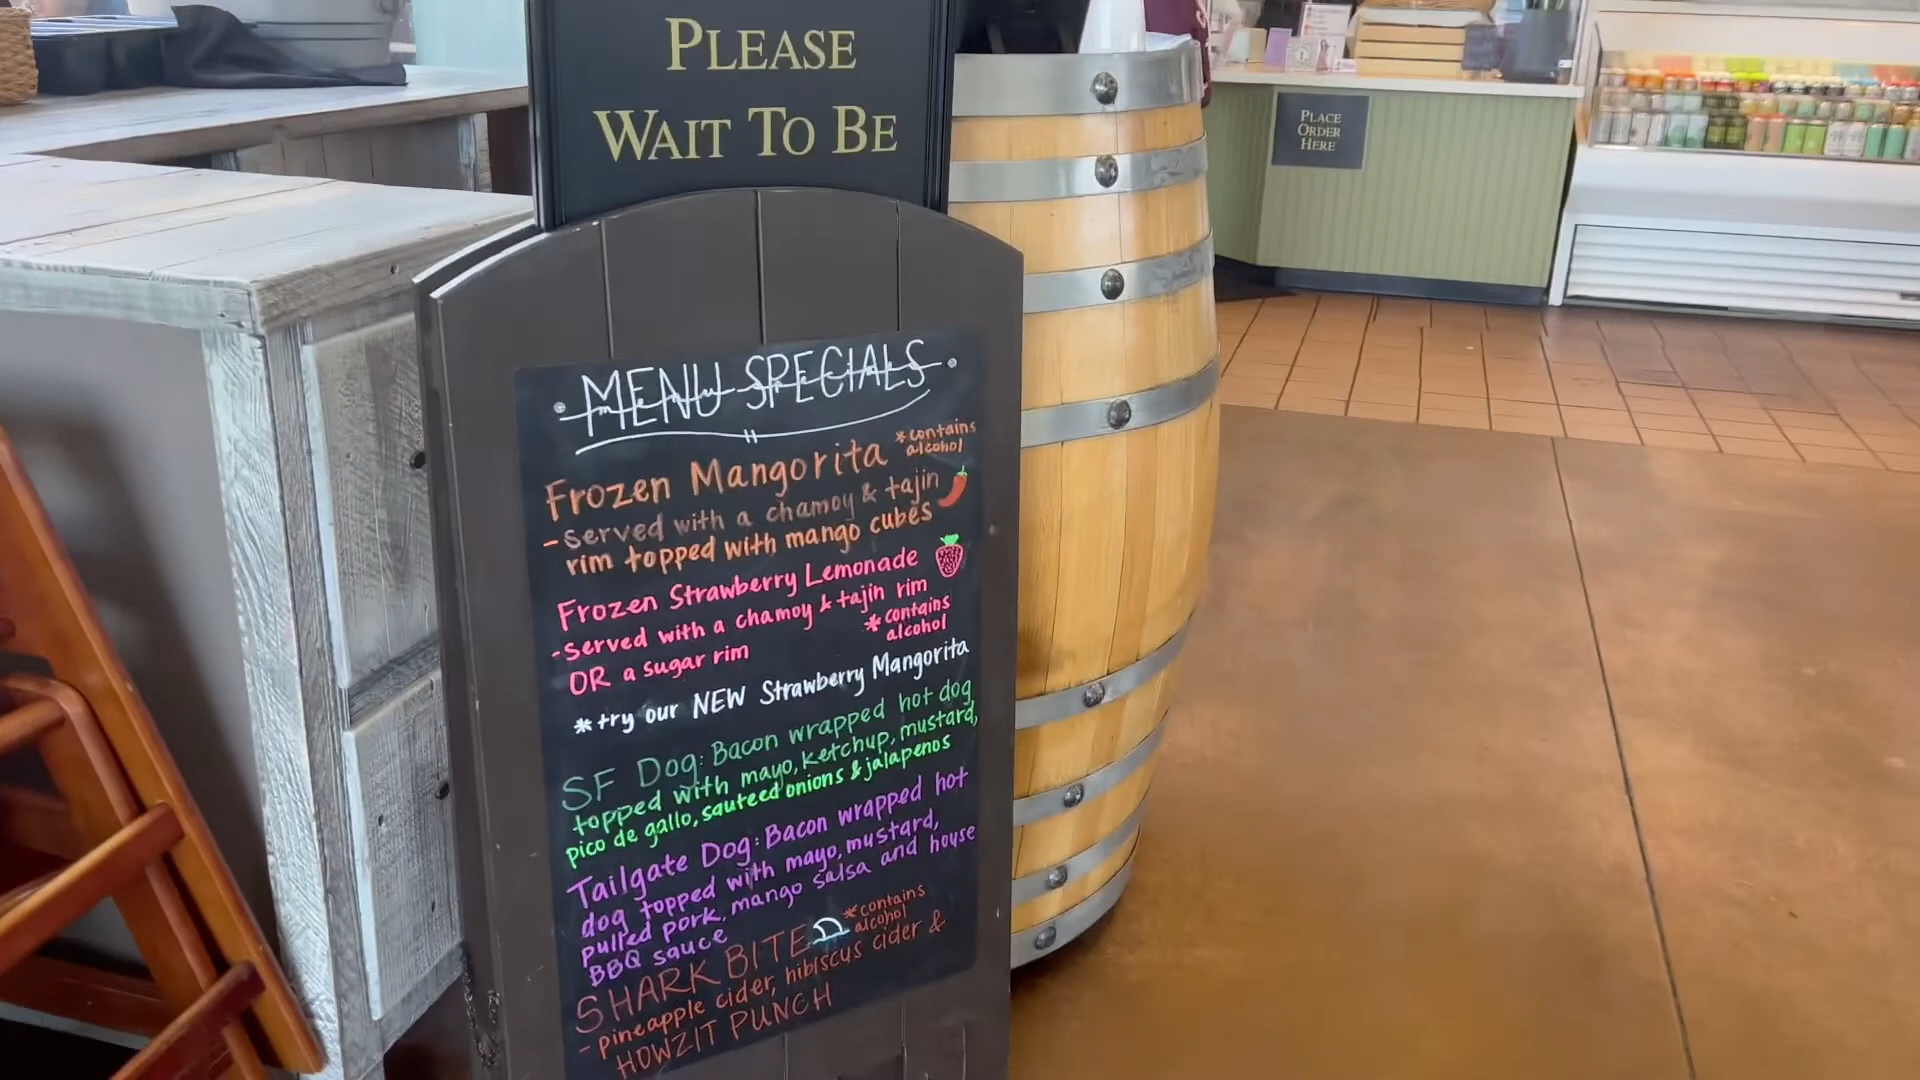 PLEASE
WAIT TO BE
PLACE
ORDER
HERE
MENU SPECIALS
Frozen Mangorita *contains
alcohol
-served with a chamoy & tajin
rim topped with mango cubes
Frozen Strawberry Lemonade
-served with a chamoy & tajin rim
OR a sugar rim *contains
alcohol
*try our NEW Strawberry Mangorita
SF Dog: Bacon wrapped hot dog
topped with mayo, ketchup, mustard,
pico de gallo, sauteed onions & jalapenos
Tailgate Dog: Bacon wrapped hot
dog topped with mayo, mustard,
pulled pork, mango salsa and house
BBQ sauce
SHARK BITE *contains
alcohol
-pineapple cider, hibiscus cider &
HOWZIT PUNCH